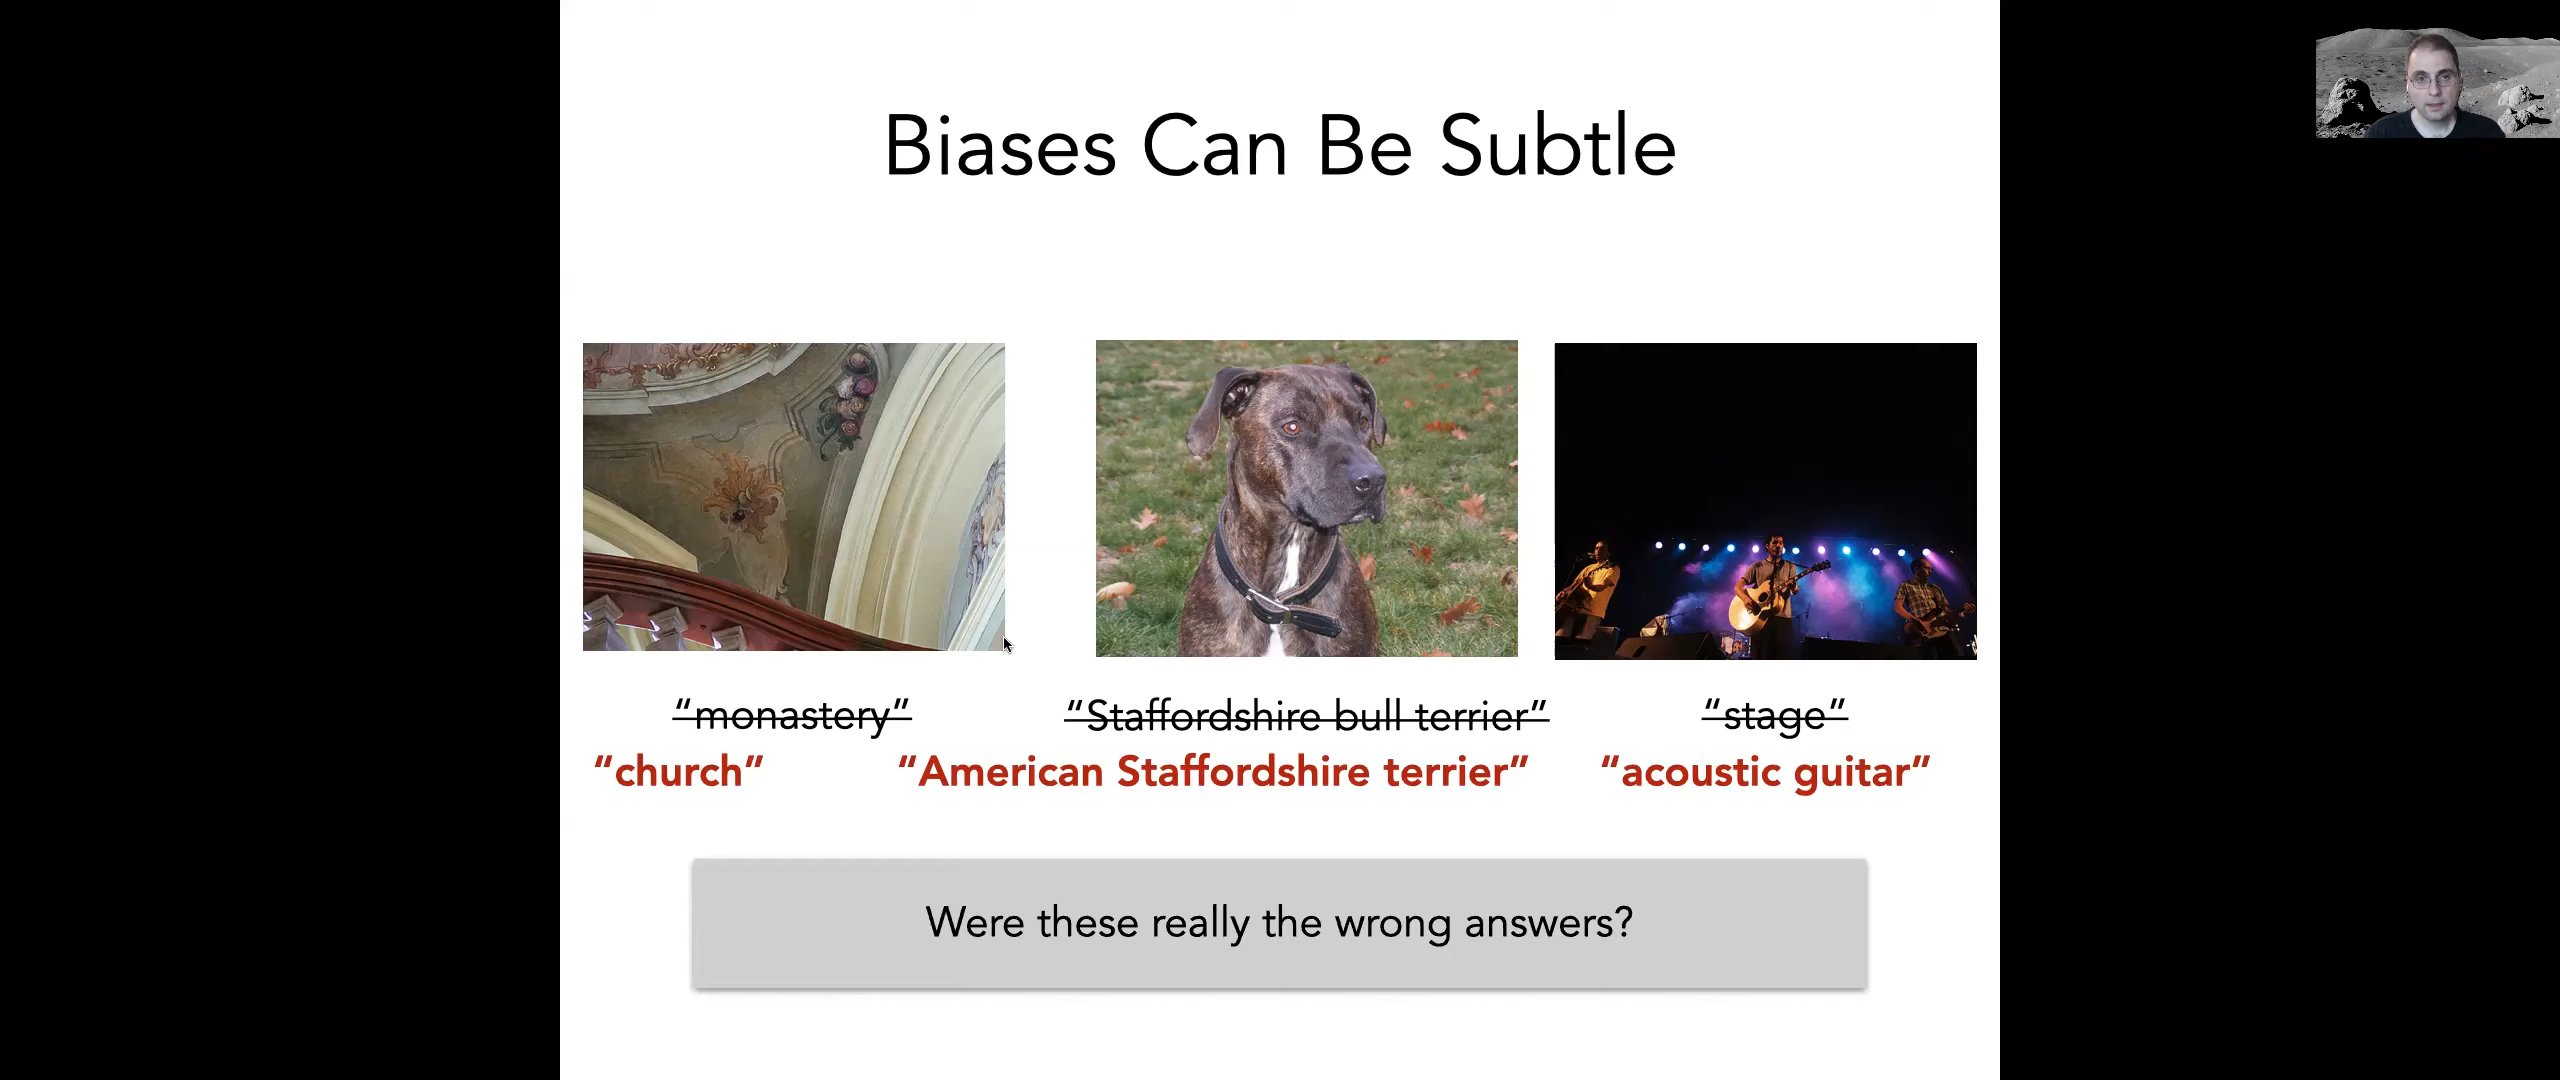 Biases Can Be Subtle
“monastery” “Staffordshire bull terrier” “stage”
“church” “American Staffordshire terrier” “acoustic guitar”
Were these really the wrong answers?